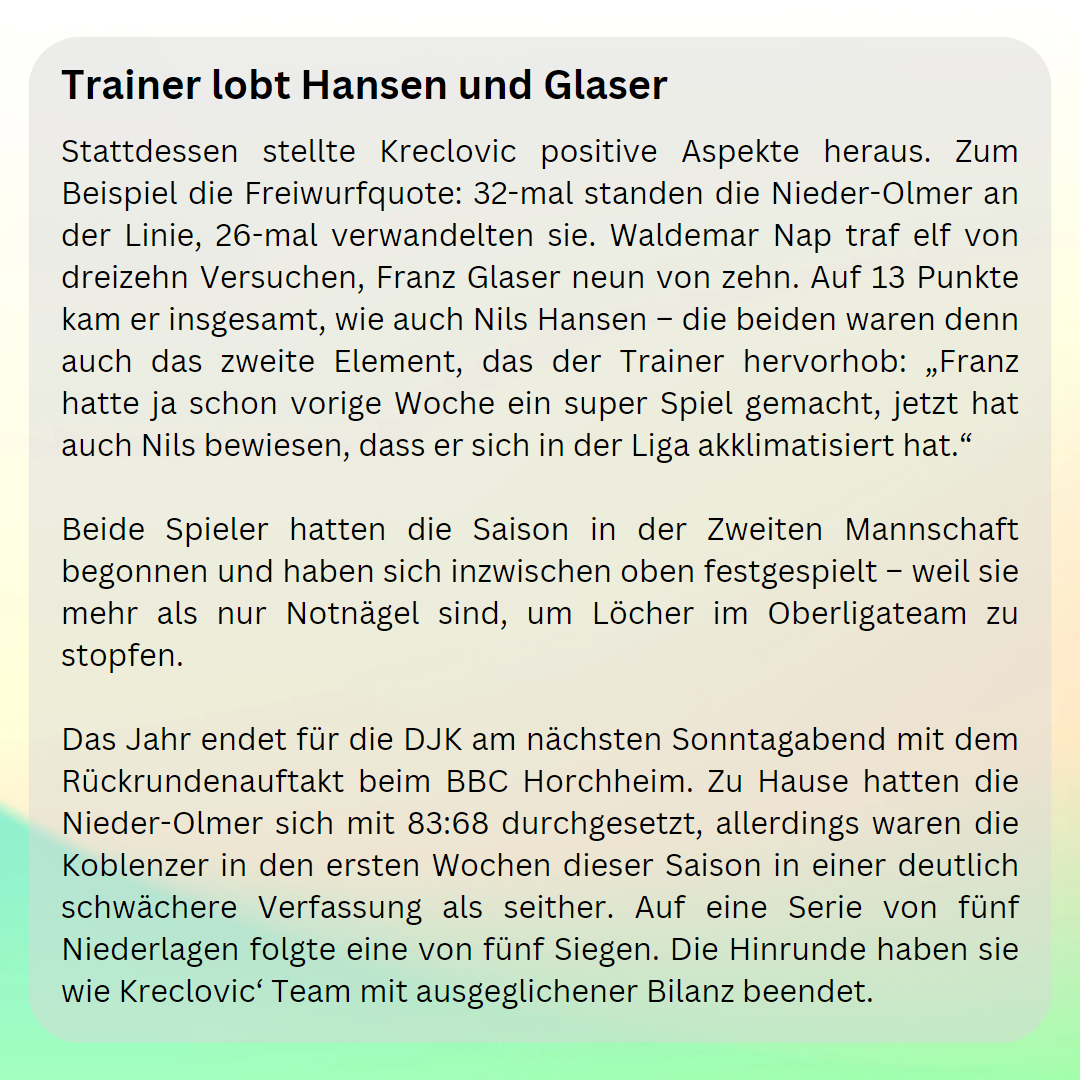 Trainer lobt Hansen und Glaser
Stattdessen stellte Kreclovic positive Aspekte heraus. Zum
Beispiel die Freiwurfquote: 32-mal standen die Nieder-Olmer an
der Linie, 26-mal verwandelten sie. Waldemar Nap traf elf von
dreizehn Versuchen, Franz Glaser neun von zehn. Auf 13 Punkte
kam er insgesamt, wie auch Nils Hansen – die beiden waren denn
auch das zweite Element, das der Trainer hervorhob: „Franz
hatte ja schon vorige Woche ein super Spiel gemacht, jetzt hat
auch Nils bewiesen, dass er sich in der Liga akklimatisiert hat.“
Beide Spieler hatten die Saison in der Zweiten Mannschaft
begonnen und haben sich inzwischen oben festgespielt – weil sie
mehr als nur Notnägel sind, um Löcher im Oberligateam zu
stopfen.
Das Jahr endet für die DJK am nächsten Sonntagabend mit dem
Rückrundenauftakt beim BBC Horchheim. Zu Hause hatten die
Nieder-Olmer sich mit 83:68 durchgesetzt, allerdings waren die
Koblenzer in den ersten Wochen dieser Saison in einer deutlich
schwächere Verfassung als seither. Auf eine Serie von fünf
Niederlagen folgte eine von fünf Siegen. Die Hinrunde haben sie
wie Kreclovic‘ Team mit ausgeglichener Bilanz beendet.